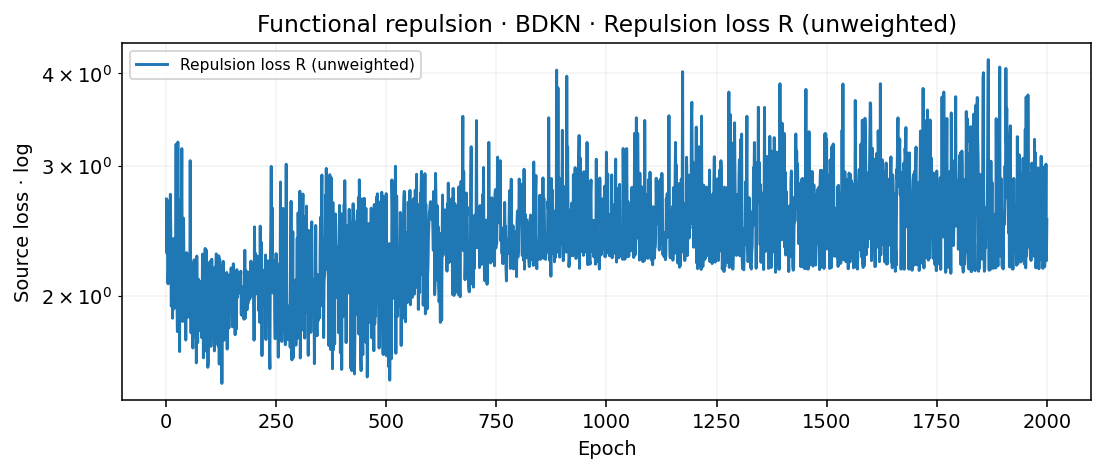 Functional repulsion · BDKN · Repulsion loss R (unweighted)
Repulsion loss R (unweighted)
4 × 10⁰
3 × 10⁰
2 × 10⁰
Source loss · log
0 250 500 750 1000 1250 1500 1750 2000
Epoch